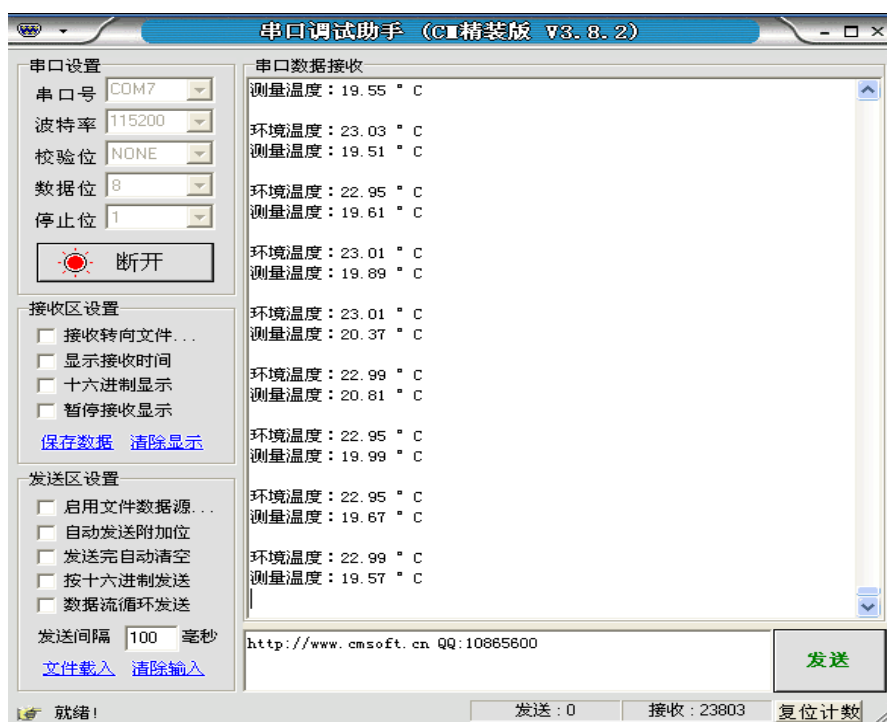 串口调试助手 (CM精装版 V3.8.2)
串口设置
串口号 COM7
波特率 115200
校验位 NONE
数据位 8
停止位 1
断开
接收区设置
接收转向文件...
显示接收时间
十六进制显示
暂停接收显示
保存数据 清除显示
发送区设置
启用文件数据源...
自动发送附加位
发送完自动清空
按十六进制发送
数据流循环发送
发送间隔 100 毫秒
文件载入 清除输入
串口数据接收
测量温度:19.55 ° C
环境温度:23.03 ° C
测量温度:19.51 ° C
环境温度:22.95 ° C
测量温度:19.61 ° C
环境温度:23.01 ° C
测量温度:19.89 ° C
环境温度:23.01 ° C
测量温度:20.37 ° C
环境温度:22.99 ° C
测量温度:20.81 ° C
环境温度:22.95 ° C
测量温度:19.99 ° C
环境温度:22.95 ° C
测量温度:19.67 ° C
环境温度:22.99 ° C
测量温度:19.57 ° C
http://www.cmsoft.cn QQ:10865600
发送
就绪!
发送:0
接收:23803
复位计数